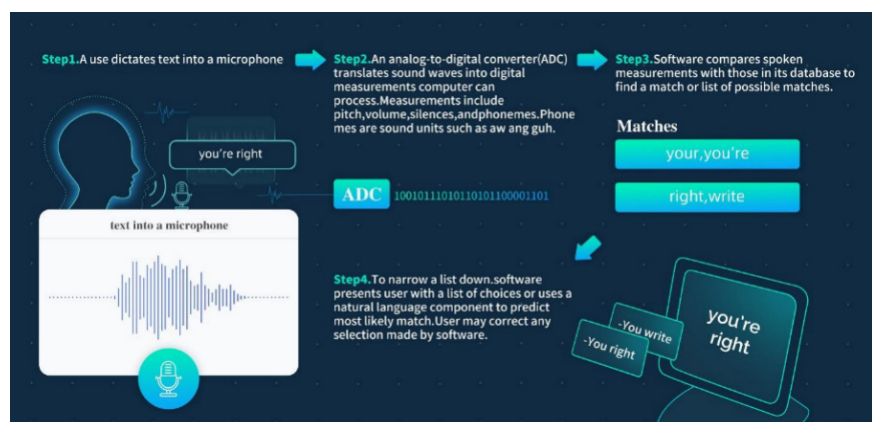 Step1.A use dictates text into a microphone
Step2.An analog-to-digital converter(ADC)
translates sound waves into digital
measurements computer can
process.Measurements include
pitch,volume,silences,andphonemes.Phone
mes are sound units such as aw ang guh.
Step3.Software compares spoken
measurements with those in its database to
find a match or list of possible matches.
Matches
your,you're
right,write
you're right
ADC 10010111010110101100001101
text into a microphone
Step4.To narrow a list down.software
presents user with a list of choices or uses a
natural language component to predict
most likely match.User may correct any
selection made by software.
-You write
-You right
you're
right